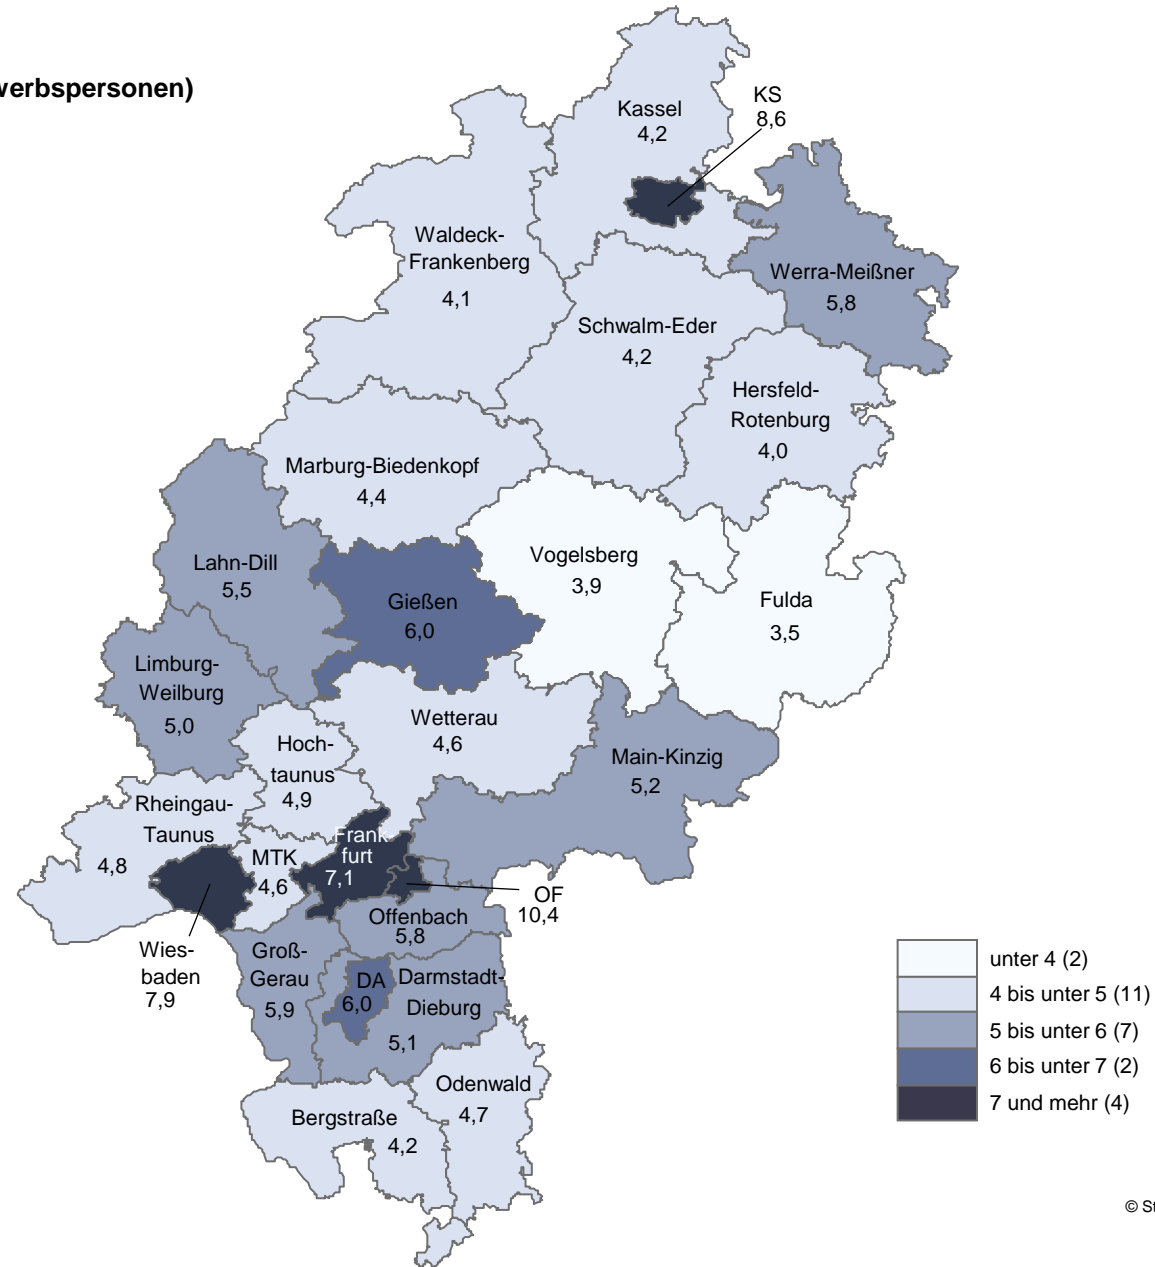 werbspersonen)
Kassel
4,2
KS
8,6
Waldeck-
Frankenberg
4,1
Werra-Meißner
5,8
Schwalm-Eder
4,2
Hersfeld-
Rotenburg
4,0
Marburg-Biedenkopf
4,4
Lahn-Dill
5,5
Vogelsberg
3,9
Gießen
6,0
Fulda
3,5
Limburg-
Weilburg
5,0
Wetterau
4,6
Hoch-
taunus
4,9
Main-Kinzig
5,2
Rheingau-
Taunus
4,8
MTK
4,6
Frank-
furt
7,1
OF
10,4
Offenbach
5,8
Wies-
baden
7,9
Groß-
Gerau
5,9
DA
6,0
Darmstadt-
Dieburg
5,1
Odenwald
4,7
Bergstraße
4,2
unter 4 (2)
4 bis unter 5 (11)
5 bis unter 6 (7)
6 bis unter 7 (2)
7 und mehr (4)
© St